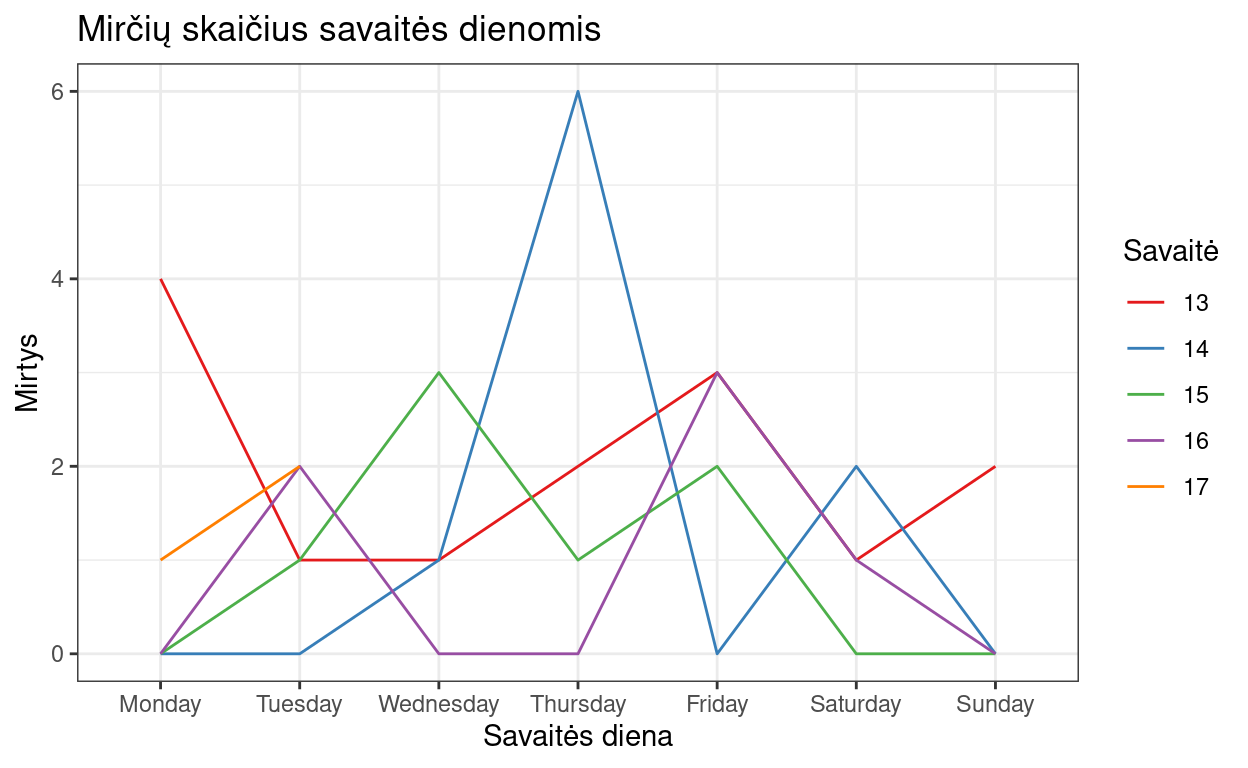 Mirčių skaičius savaitės dienomis
6
4
2
0
Mirtys
Monday Tuesday Wednesday Thursday Friday Saturday Sunday
Savaitės diena
Savaitė
13
14
15
16
17